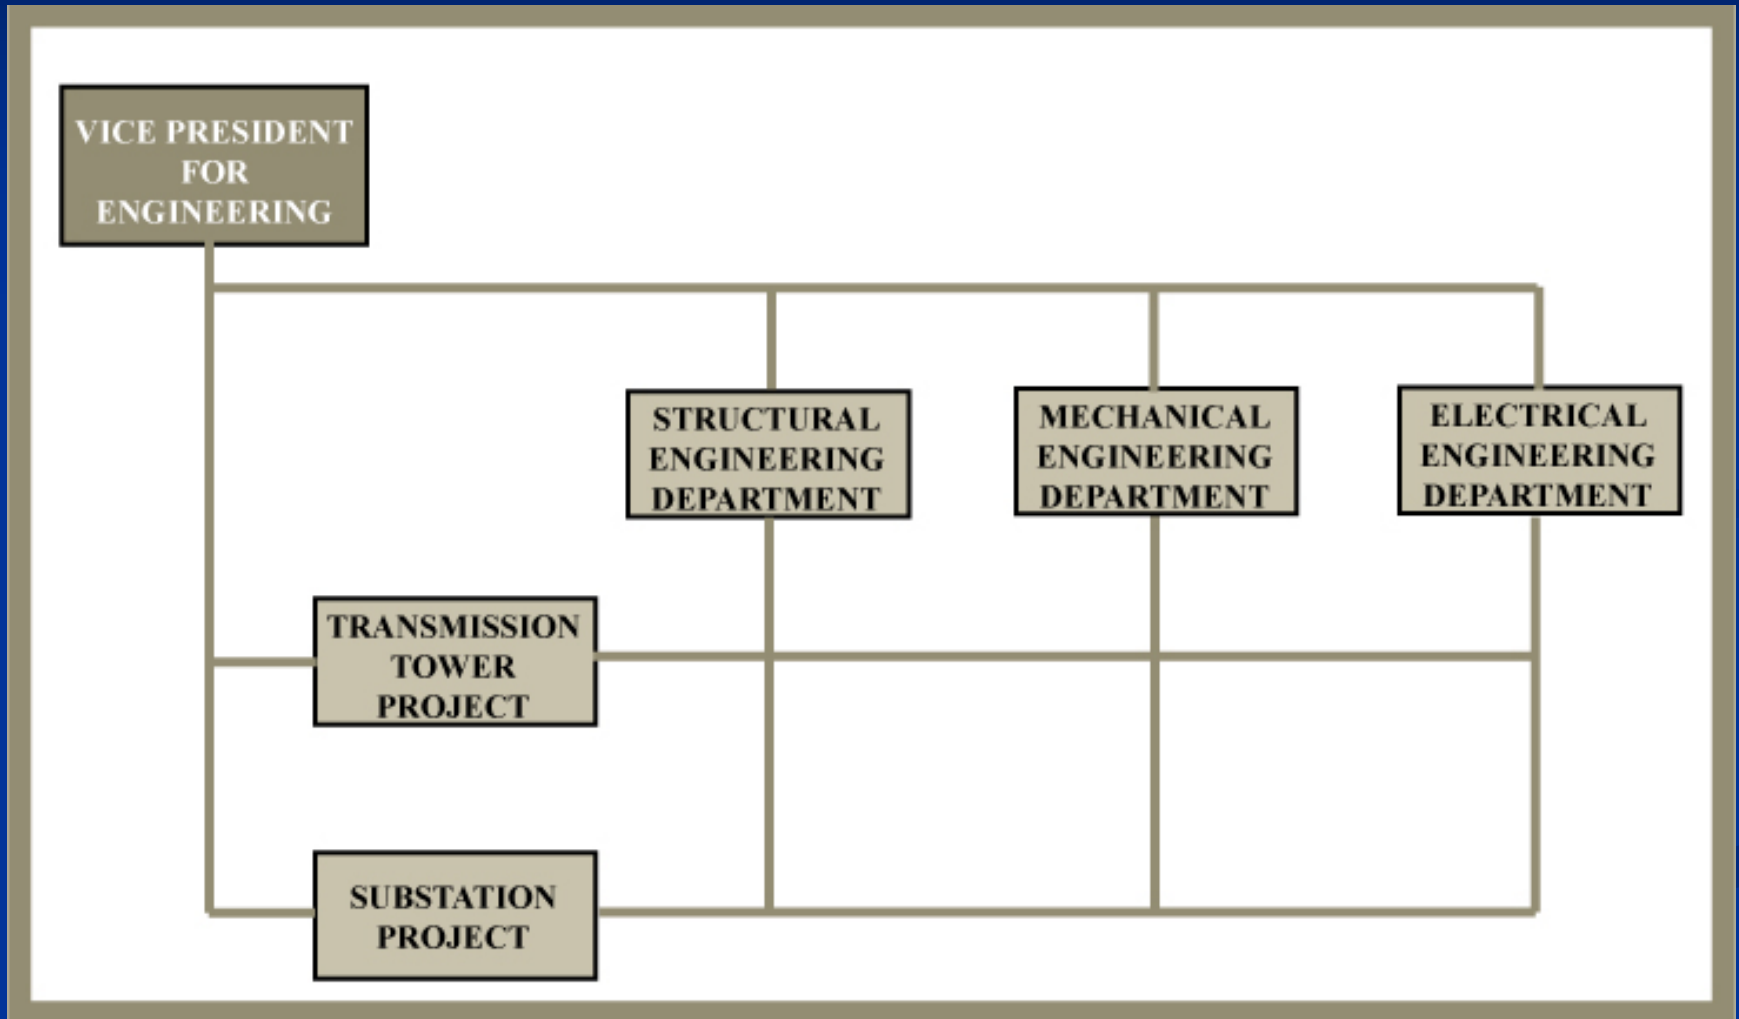 VICE PRESIDENT
FOR
ENGINEERING
STRUCTURAL
ENGINEERING
DEPARTMENT
MECHANICAL
ENGINEERING
DEPARTMENT
ELECTRICAL
ENGINEERING
DEPARTMENT
TRANSMISSION
TOWER
PROJECT
SUBSTATION
PROJECT